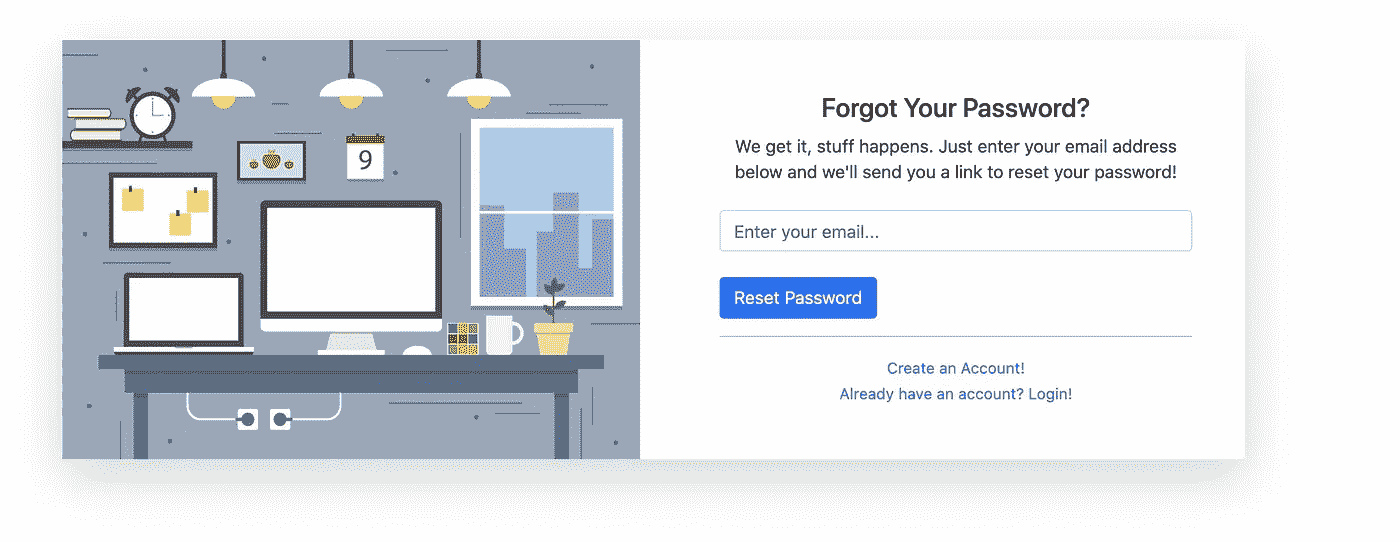 9
Forgot Your Password?
We get it, stuff happens. Just enter your email address
below and we'll send you a link to reset your password!
Enter your email...
Reset Password
Create an Account!
Already have an account? Login!